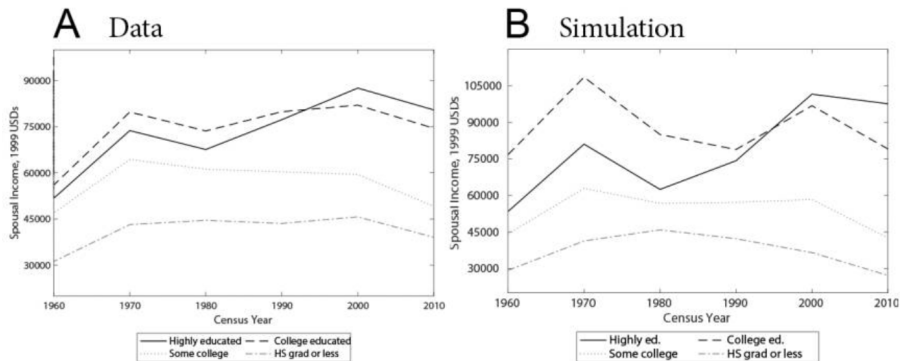 A Data
90000
75000
60000
45000
30000
Spousal Income, 1999 USDs
1960 1970 1980 1990 2000 2010
Census Year
Highly educated College educated
Some college HS grad or less
B Simulation
105000
90000
75000
60000
45000
30000
Spousal Income, 1999 USDs
1960 1970 1980 1990 2000 2010
Census Year
Highly ed. College ed.
Some college HS grad or less